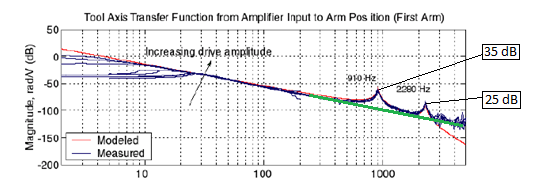 Tool Axis Transfer Function from Amplifier Input to Arm Position (First Arm)
50
0
-50
-100
-150
-200
Magnitude, rad/V (dB)
Increasing drive amplitude
910 Hz
2280 Hz
35 dB
25 dB
Modeled
Measured
10
100
1000